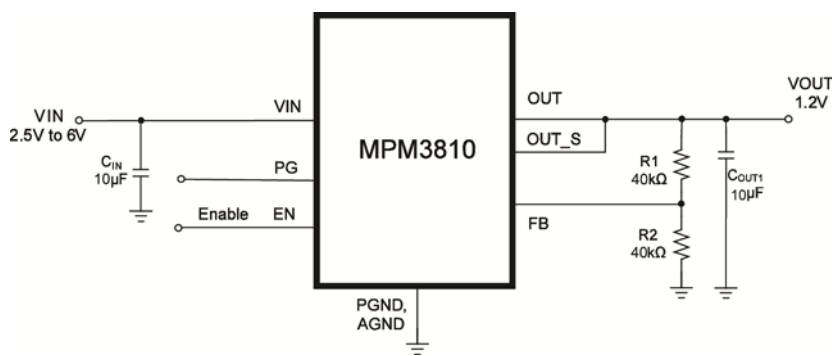 VIN
2.5V to 6V
CIN
10µF
VIN
PG
Enable EN
MPM3810
PGND,
AGND
OUT
OUT_S
FB
R1
40kΩ
R2
40kΩ
COUT1
10µF
VOUT
1.2V